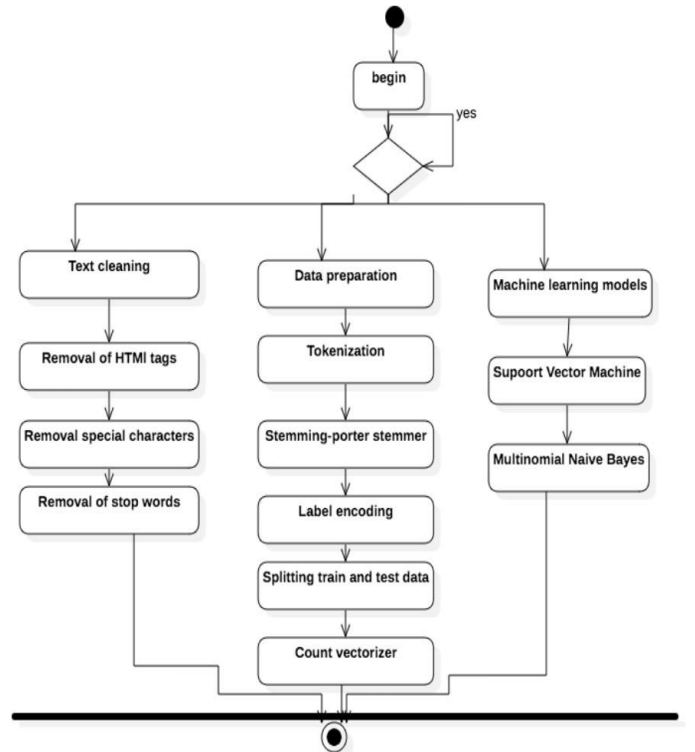 begin
yes
Text cleaning
Removal of HTMl tags
Removal special characters
Removal of stop words
Data preparation
Tokenization
Stemming-porter stemmer
Label encoding
Splitting train and test data
Count vectorizer
Machine learning models
Supoort Vector Machine
Multinomial Naive Bayes